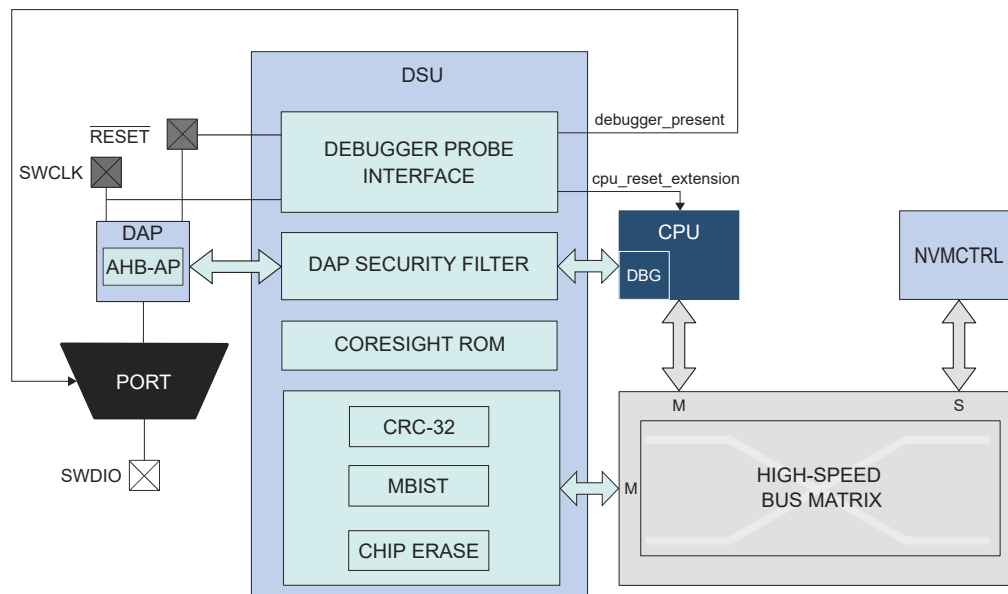 DSU
debugger_present
RESET
DEBUGGER PROBE
INTERFACE
SWCLK
cpu_reset_extension
DAP
CPU
AHB-AP
DAP SECURITY FILTER
DBG
NVMCTRL
CORESIGHT ROM
PORT
M
S
CRC-32
SWDIO
MBIST
M
HIGH-SPEED
BUS MATRIX
CHIP ERASE